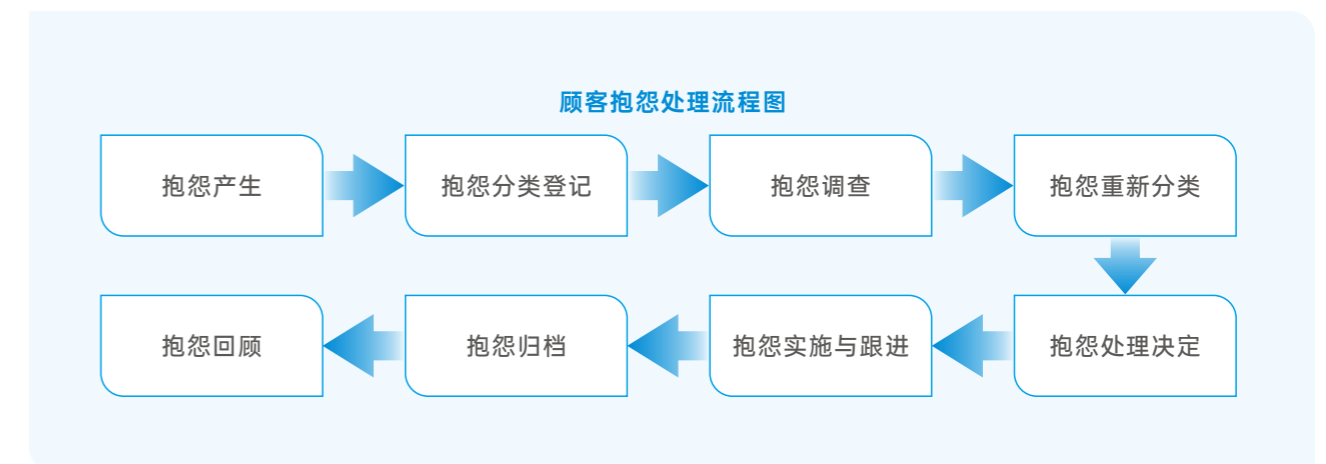 顾客抱怨处理流程图
抱怨产生
抱怨分类登记
抱怨调查
抱怨重新分类
抱怨处理决定
抱怨实施与跟进
抱怨归档
抱怨回顾